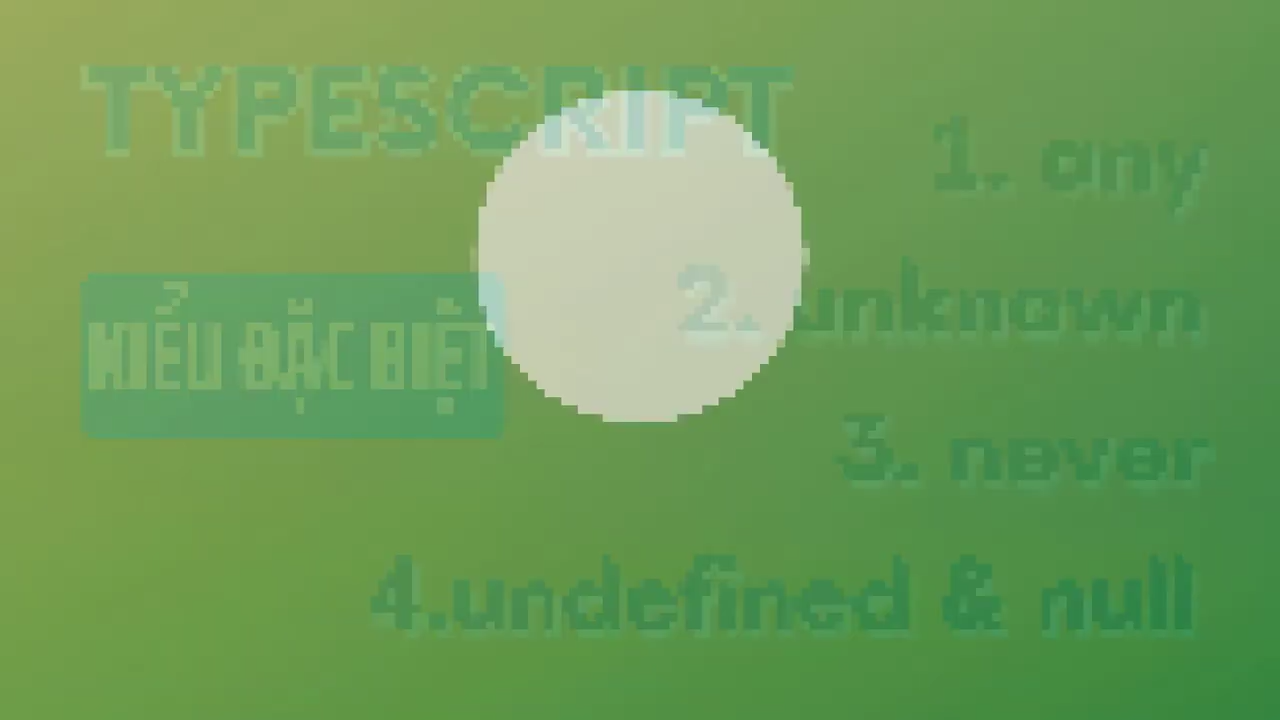 TYPESCRIPT
KIỂU ĐẶC BIỆT
1. any
2. unknown
3. never
4.undefined & null